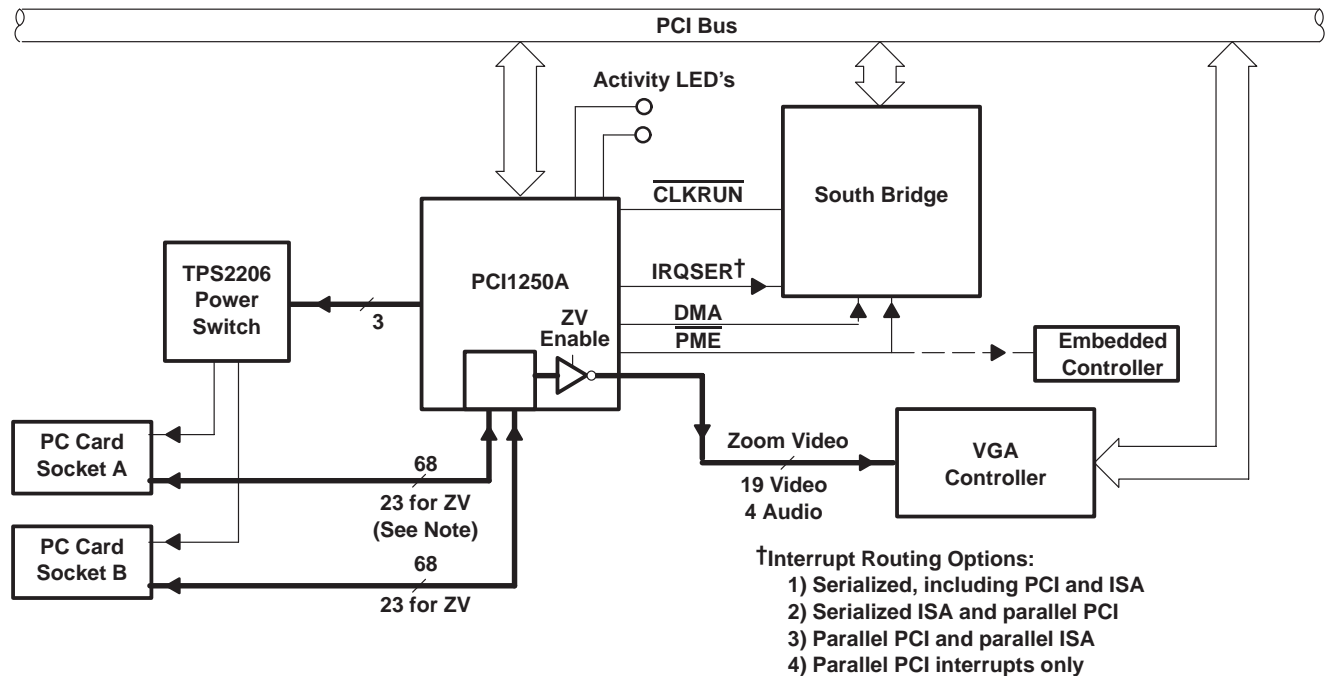 PCI Bus
Activity LED's
CLKRUN
South Bridge
TPS2206
Power
Switch
PCI1250A
IRQSER†
3
ZV
Enable
DMA
PME
Embedded
Controller
PC Card
Socket A
68
23 for ZV
(See Note)
Zoom Video
19 Video
4 Audio
VGA
Controller
PC Card
Socket B
68
23 for ZV
†Interrupt Routing Options:
1) Serialized, including PCI and ISA
2) Serialized ISA and parallel PCI
3) Parallel PCI and parallel ISA
4) Parallel PCI interrupts only